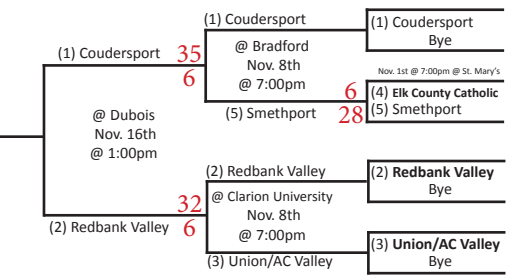 (1) Coudersport
Bye
(1) Coudersport
@ Bradford
Nov. 8th
@ 7:00pm
(1) Coudersport 35
6
Nov. 1st @ 7:00pm @ St. Mary's
6 (4) Elk County Catholic
28 (5) Smethport
(5) Smethport
@ Dubois
Nov. 16th
@ 1:00pm
(2) Redbank Valley
(2) Redbank Valley
Bye
32
(2) Redbank Valley 6
@ Clarion University
Nov. 8th
@ 7:00pm
(3) Union/AC Valley
(3) Union/AC Valley
Bye